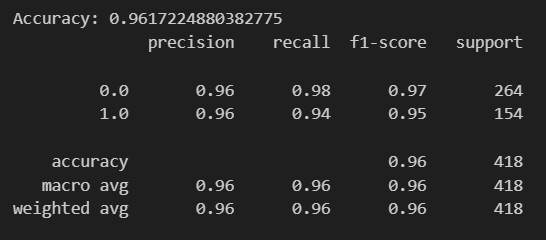 Accuracy: 0.9617224880382775
precision recall f1-score support
0.0 0.96 0.98 0.97 264
1.0 0.96 0.94 0.95 154
accuracy 0.96 418
macro avg 0.96 0.96 0.96 418
weighted avg 0.96 0.96 0.96 418